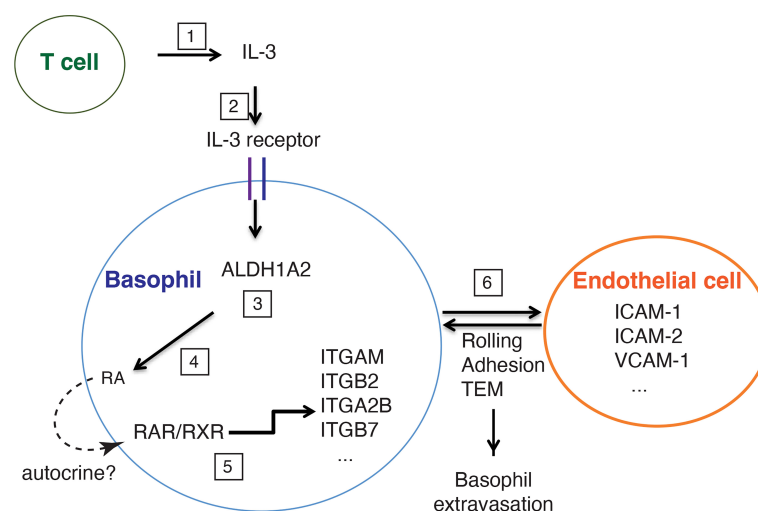 1
T cell
IL-3
2
IL-3 receptor
Basophil
ALDH1A2
3
4
RA
autocrine?
RAR/RXR
5
ITGAM
ITGB2
ITGA2B
ITGB7
...
6
Rolling
Adhesion
TEM
Basophil
extravasation
Endothelial cell
ICAM-1
ICAM-2
VCAM-1
...